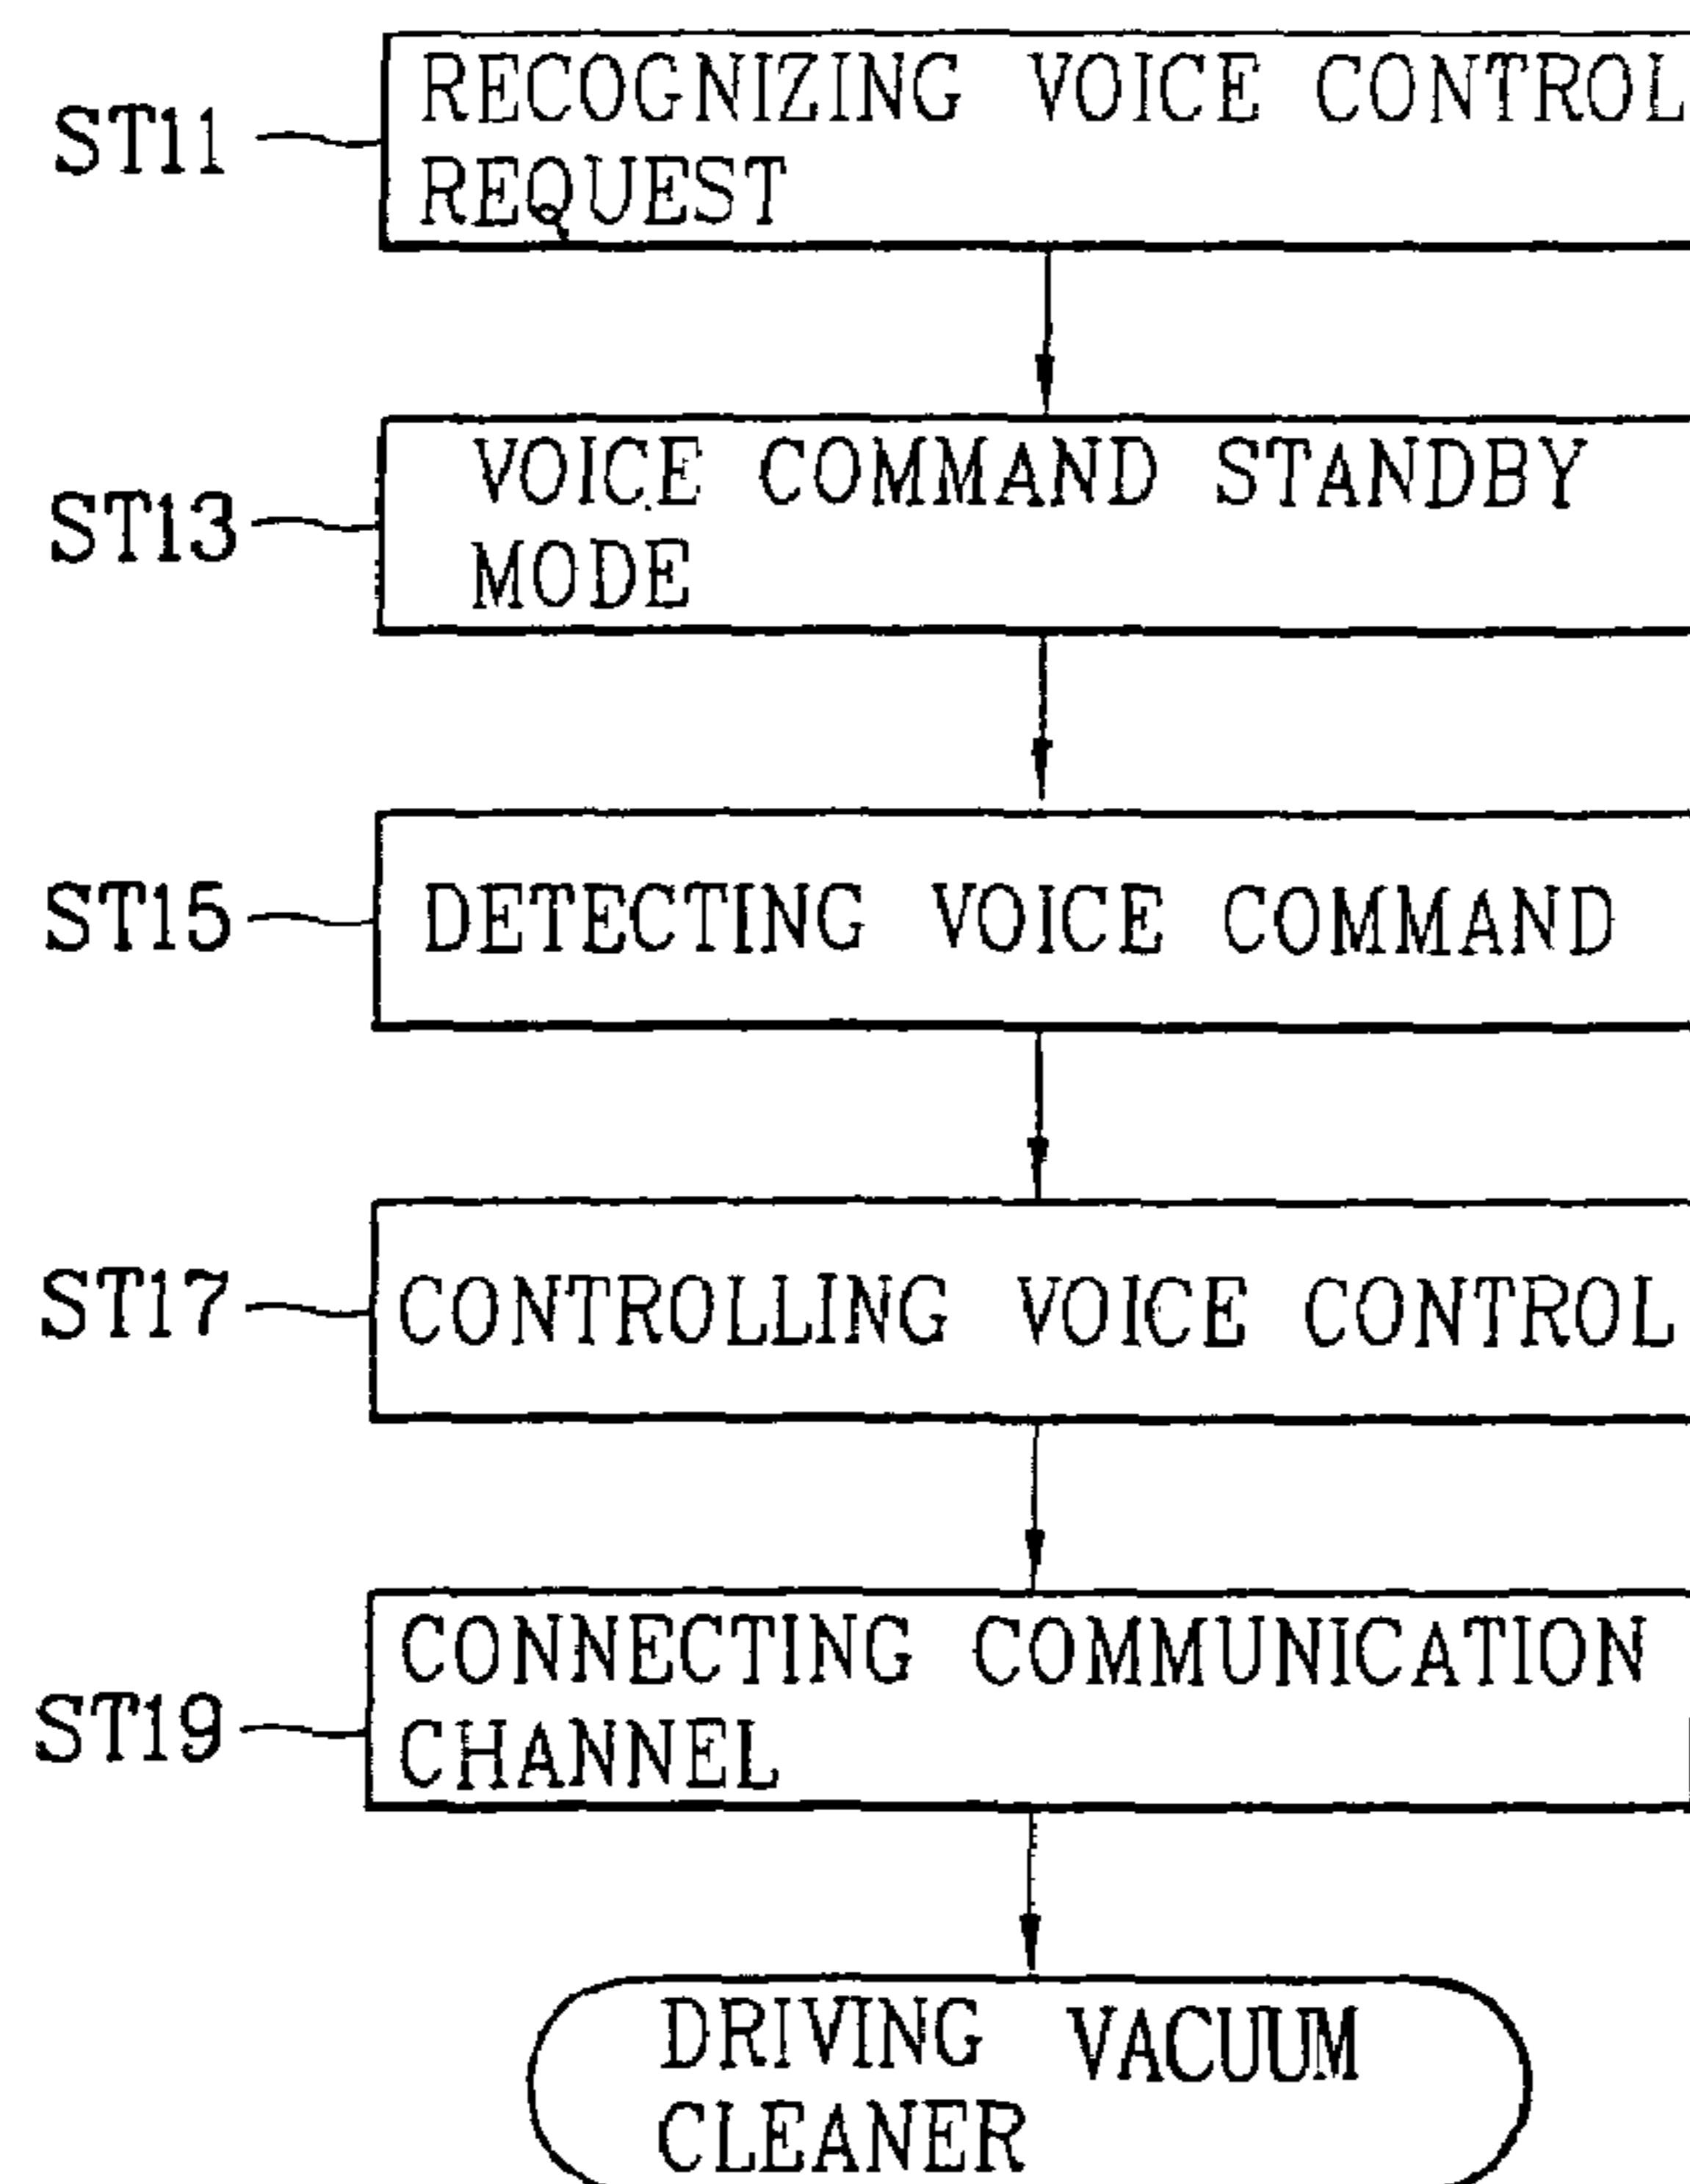 ST11
RECOGNIZING VOICE CONTROL
REQUEST
ST13
VOICE COMMAND STANDBY
MODE
ST15
DETECTING VOICE COMMAND
ST17
CONTROLLING VOICE CONTROL
ST19
CONNECTING COMMUNICATION
CHANNEL
DRIVING VACUUM
CLEANER